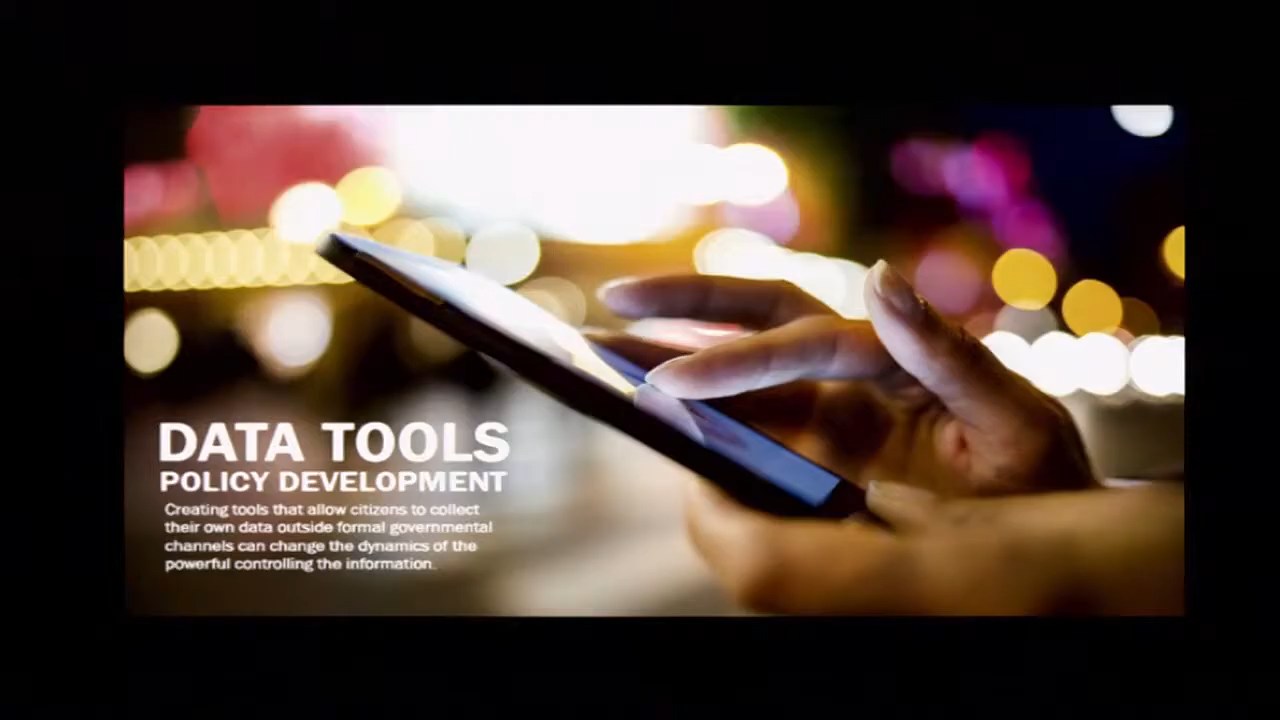 DATA TOOLS
POLICY DEVELOPMENT
Creating tools that allow citizens to collect
their own data outside formal governmental
channels can change the dynamics of the
powerful controlling the information.